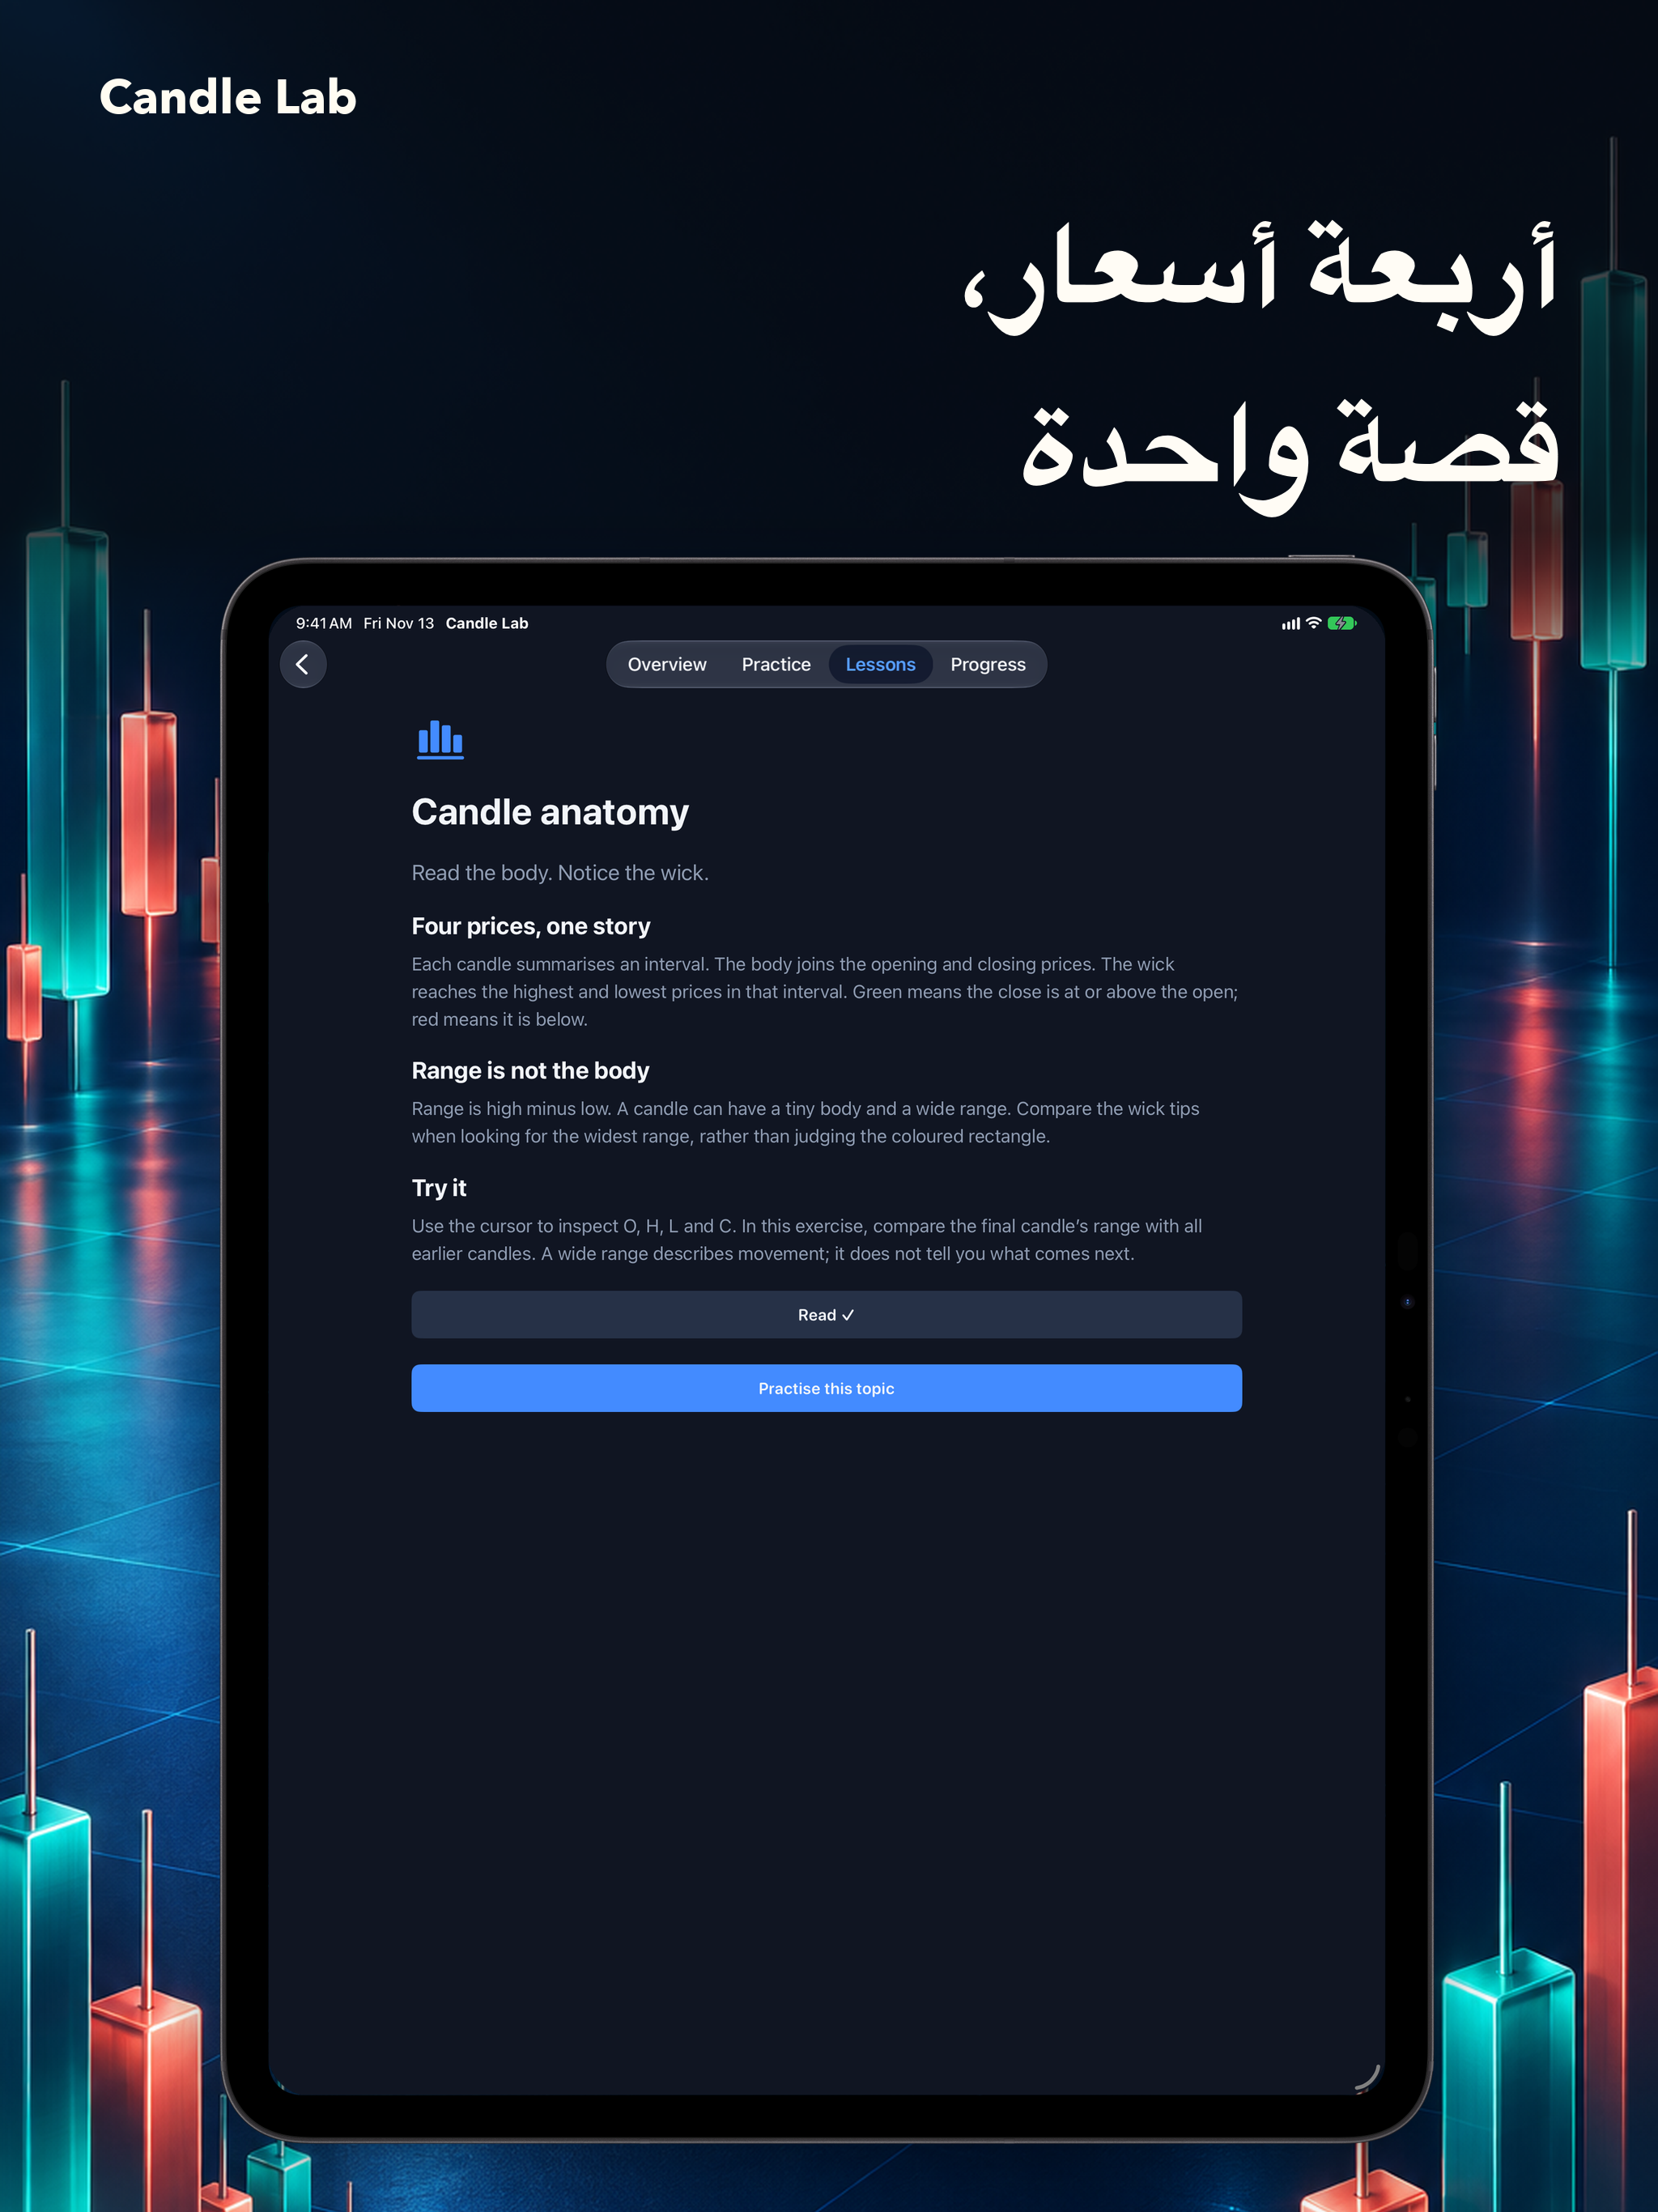 Candle Lab
أربعة أسعار،
قصة واحدة
9:41 AM Fri Nov 13 Candle Lab
Overview Practice Lessons Progress
Candle anatomy
Read the body. Notice the wick.
Four prices, one story
Each candle summarises an interval. The body joins the opening and closing prices. The wick
reaches the highest and lowest prices in that interval. Green means the close is at or above the open;
red means it is below.
Range is not the body
Range is high minus low. A candle can have a tiny body and a wide range. Compare the wick tips
when looking for the widest range, rather than judging the coloured rectangle.
Try it
Use the cursor to inspect O, H, L and C. In this exercise, compare the final candle’s range with all
earlier candles. A wide range describes movement; it does not tell you what comes next.
Read ✓
Practise this topic